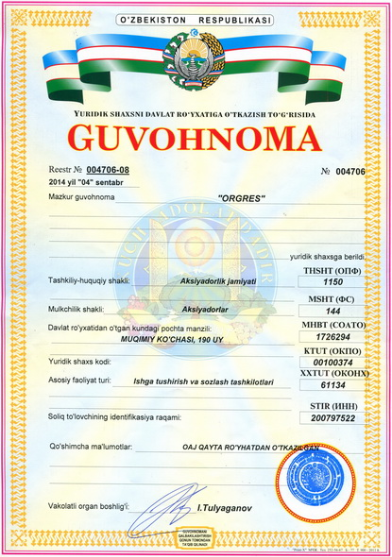 O'ZBEKISTON RESPUBLIKASI
YURIDIK SHAXSNI DAVLAT RO'YXATIGA O'TKAZISH TO'G'RISIDA
GUVOHNOMA
Reestr № 004706-08
№ 004706
2014 yil "04" sentabr
Mazkur guvohnoma "ORGRES"
yuridik shaxsga berildi.
THSHT (ОПФ)
Tashkiliy-huquqiy shakli: Aksiyadorlik jamiyati 1150
MSHT (ФС)
Mulkchilik shakli: Aksiyadorlar 144
MHBT (СОАТО)
Davlat ro'yxatidan o'tgan kundagi pochta manzili: 1726294
MUQIMIY KO'CHASI, 190 UY
KTUT (ОКПО)
Yuridik shaxs kodi: 00100374
XXTUT (ОКОНХ)
Asosiy faoliyat turi: Ishga tushirish va sozlash tashkilotlari 61134
STIR (ИНН)
Soliq to'lovchining identifikasiya raqami: 200797522
Qo'shimcha ma'lumotlar: OAJ QAYTA RO'YHATDAN O'TKAZILGAN
Vakolatli organ boshlig'i: I.Tulyaganov